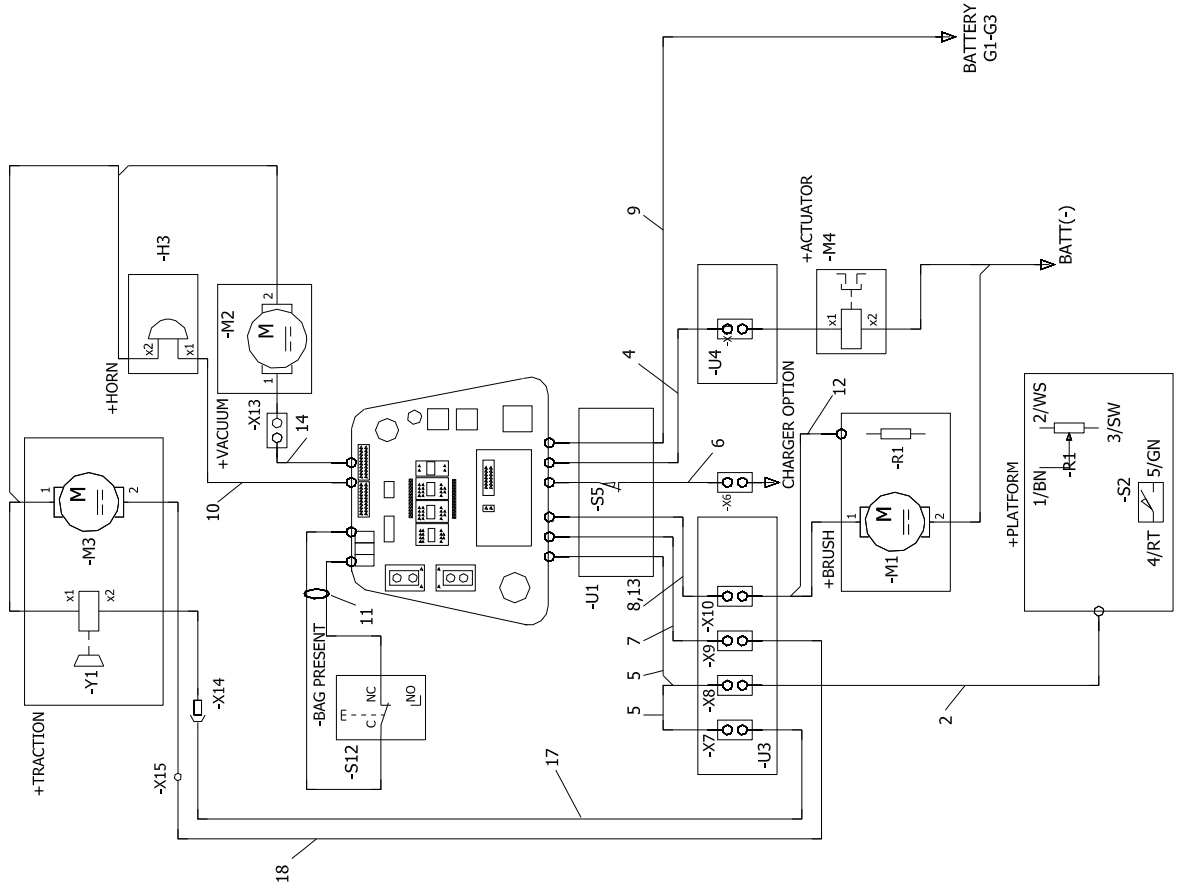 BATTERY
G1-G3
9
-H3
+ACTUATOR
-M4
BATT(-)
x2
x1
+HORN
-M2
2
M
1
+VACUUM
-X13
14
10
x1
x2
4
-U4
-X
CHARGER OPTION
12
6
-X6
-S5
-U1
M
1
2
-M3
x1
x2
-Y1
+TRACTION
11
-BAG PRESENT
NC
NO
E
C
-S12
-X14
-X15
8,13
7
5
5
-X10
-X9
-X8
-X7
-U3
-R1
+BRUSH
1
M
2
-M1
+PLATFORM
2/WS
1/BN
-R1
3/SW
-S2
4/RT
5/GN
2
17
18